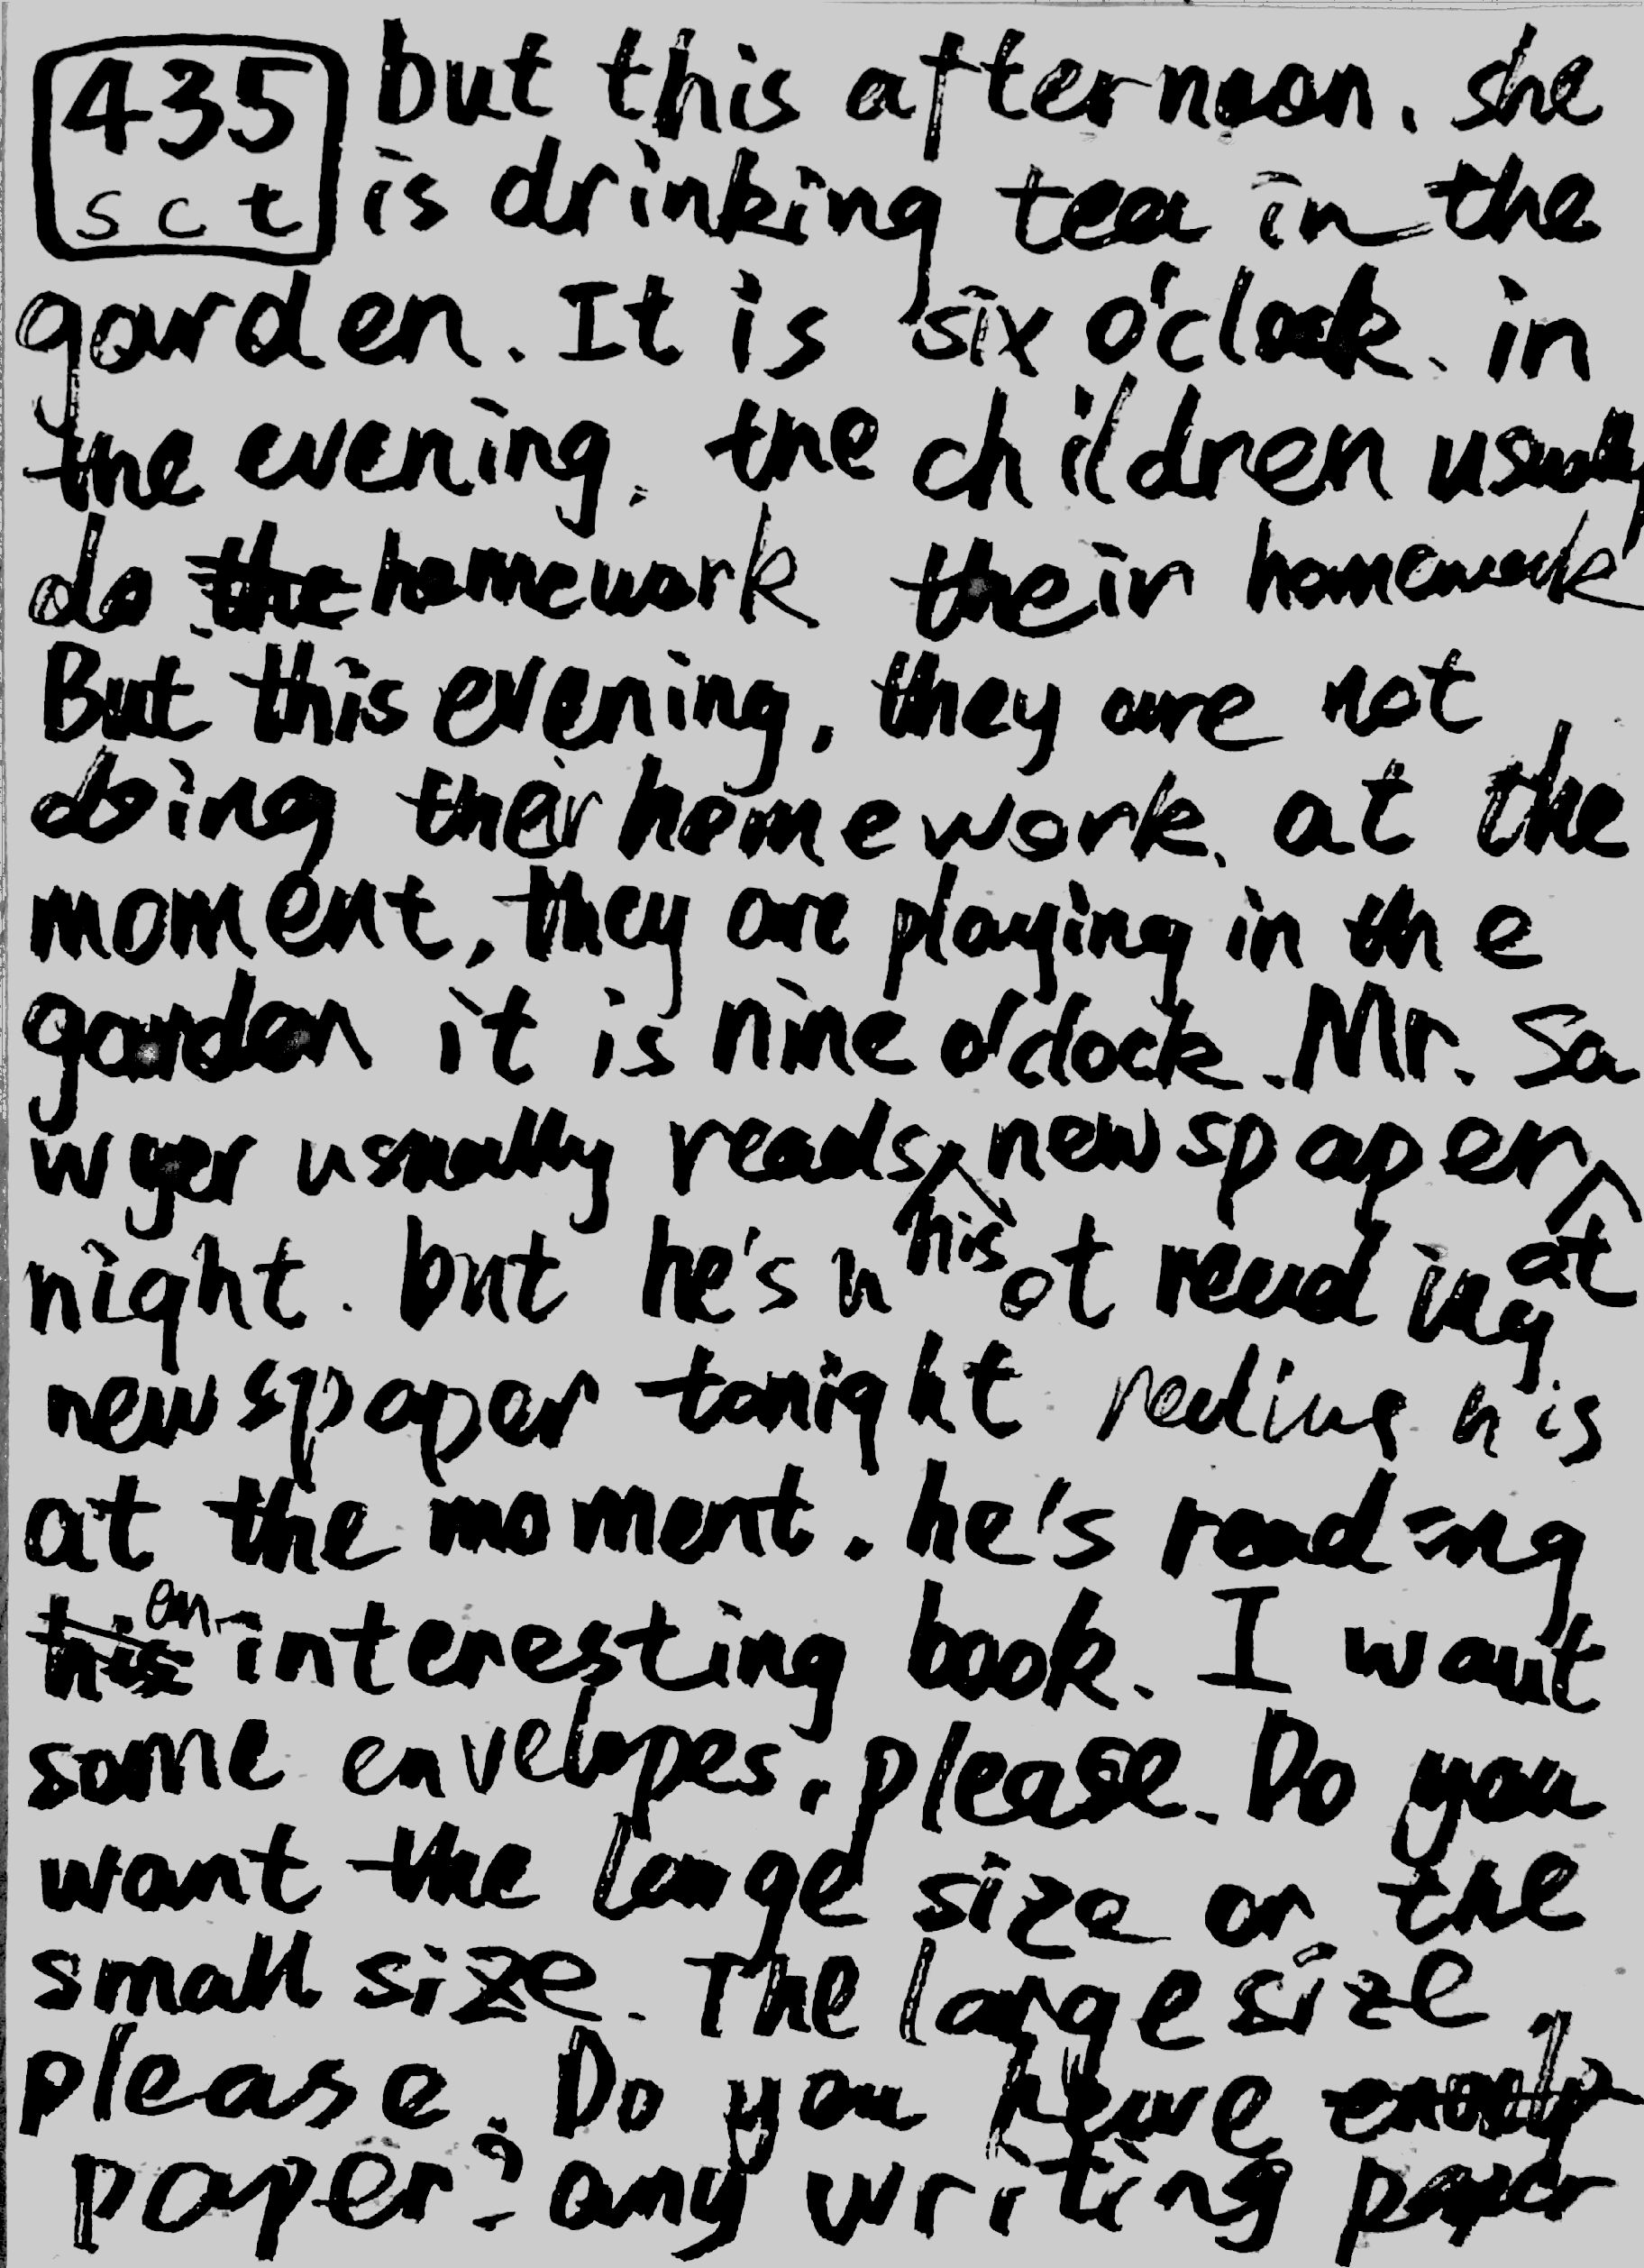 435 but this afternoon. she
sct is drinking tea in the
garden. It is six o'clock. in
the evening. the children usually
do the homework their homework
But this evening, they are not
doing their homework. at the
moment, they are playing in the
garden it is nine o'clock. Mr. Sa
wyer usually reads his newspaper at
night. but he's not reading
newspaper tonight reading his
at the moment. he's reading
his an interesting book. I want
some envelopes, please. Do you
want the large size or the
small size. The large size.
please. Do you have
paper? any writing paper